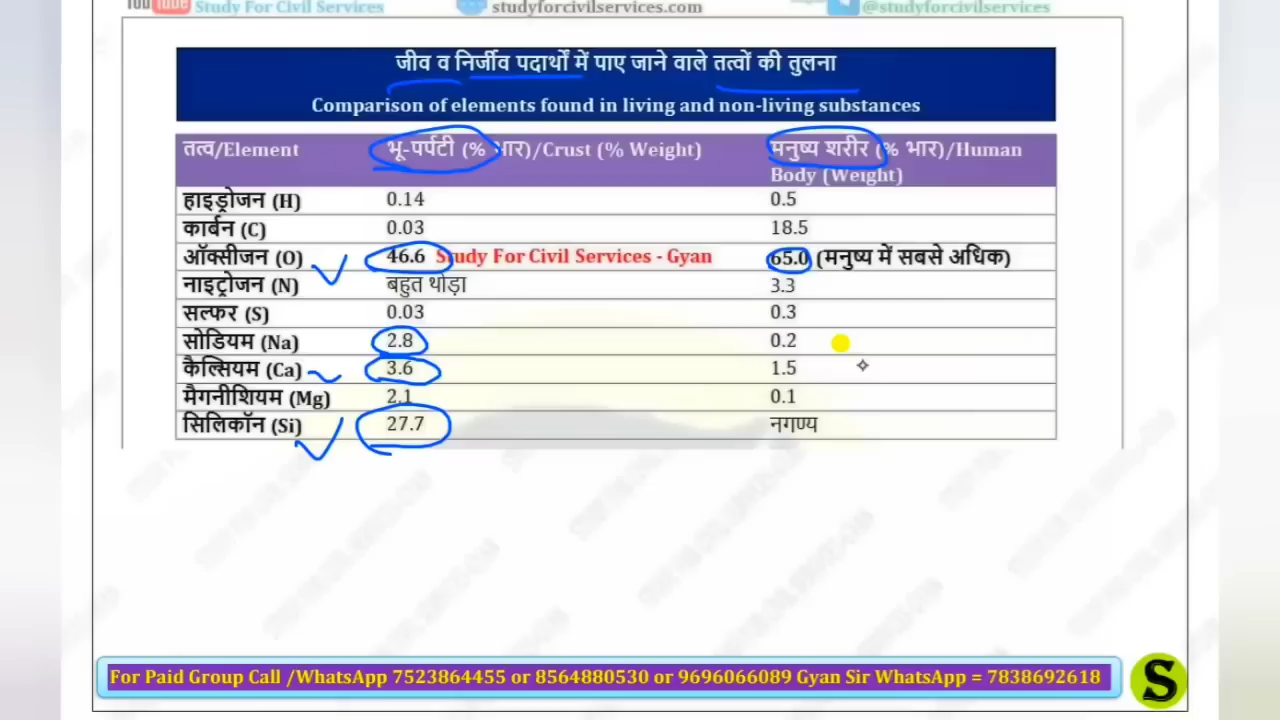 YouTube Study For Civil Services studyforcivilservices.com @studyforcivilservices
जीव व निर्जीव पदार्थों में पाए जाने वाले तत्वों की तुलना
Comparison of elements found in living and non-living substances
तत्व/Element भू-पर्पटी (% भार)/Crust (% Weight) मनुष्य शरीर (% भार)/Human
Body (Weight)
हाइड्रोजन (H) 0.14 0.5
कार्बन (C) 0.03 18.5
ऑक्सीजन (O) 46.6 Study For Civil Services - Gyan 65.0 (मनुष्य में सबसे अधिक)
नाइट्रोजन (N) बहुत थोड़ा 3.3
सल्फर (S) 0.03 0.3
सोडियम (Na) 2.8 0.2
कैल्सियम (Ca) 3.6 1.5
मैगनीशियम (Mg) 2.1 0.1
सिलिकॉन (Si) 27.7 नगण्य
For Paid Group Call /WhatsApp 7523864455 or 8564880530 or 9696066089 Gyan Sir WhatsApp = 7838692618
S